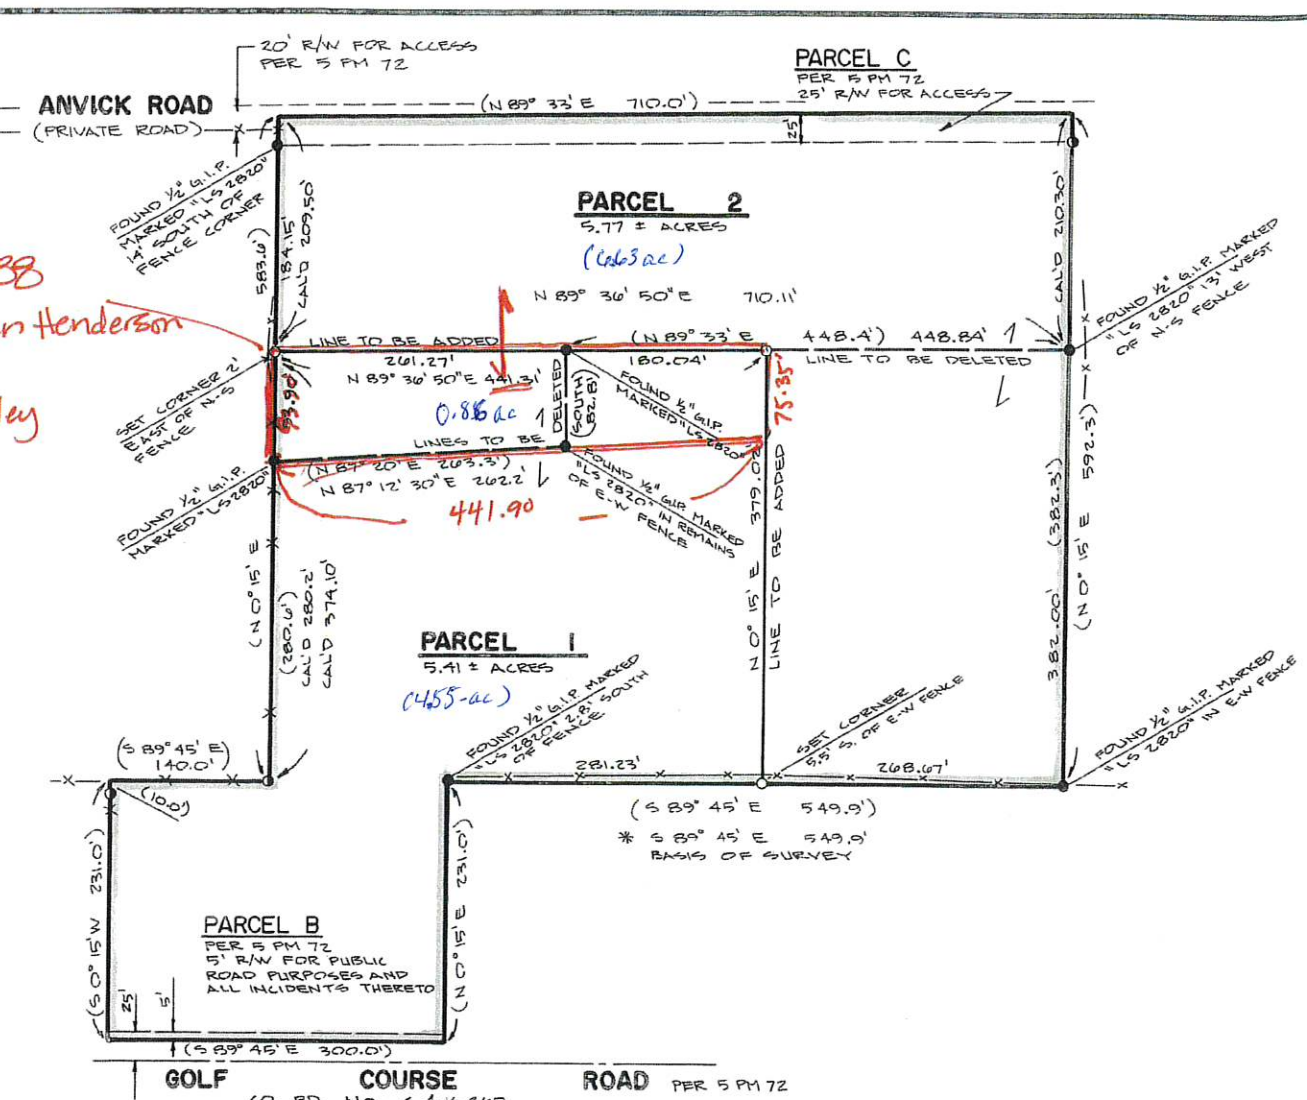 20' R/W FOR ACCESS
PER 5 PM 72
PARCEL C
PER 5 PM 72
25' R/W FOR ACCESS
ANVICK ROAD
(PRIVATE ROAD)
(N 89° 33' E 710.0')
25'
FOUND ½" G.I.P.
MARKED "LS 2820"
14' SOUTH OF
FENCE CORNER
(583.6')
184.15'
CAL'D 209.50'
PARCEL 2
5.77 ± ACRES
(6.63 ac)
N 89° 36' 50" E 710.11'
CAL'D 210.30'
FOUND ½" G.I.P. MARKED
"LS 2820" 13' WEST
OF N-S FENCE
38
n Henderson
ley
LINE TO BE ADDED
261.27'
N 89° 36' 50" E 441.31'
(N 89° 33' E 448.4') 448.84'
180.04'
LINE TO BE DELETED
SET CORNER 2'
EAST OF N-S
FENCE
93.90'
0.86 ac
DELETED
(SOUTH)
(82.8')
FOUND ½" G.I.P.
MARKED "LS 2820"
75.35'
LINES TO BE
(N 87° 20' E 263.3')
N 87° 12' 30" E 262.2'
441.90
FOUND ½" G.I.P.
MARKED "LS 2820"
FOUND ½" G.I.P. MARKED
"LS 2820" IN REMAINS
OF E-W FENCE
N 0° 15' E 379.02
LINE TO BE ADDED
(382.3')
382.00'
(N 0° 15' E 592.3')
(N 0° 15' E
(280.6')
CAL'D 280.2'
CAL'D 374.10'
PARCEL 1
5.41 ± ACRES
(4.55-ac)
FOUND ½" G.I.P. MARKED
"LS 2820" 2.8' SOUTH
OF FENCE
SET CORNER
5.5' S. OF E-W FENCE
FOUND ½" G.I.P. MARKED
"LS 2820" IN E-W FENCE
(S 89° 45' E)
140.0'
(10.0')
281.23'
268.67'
(S 89° 45' E 549.9')
* S 89° 45' E 549.9'
BASIS OF SURVEY
(S 0° 15' W 231.0')
(N 0° 15' E 231.0')
PARCEL B
PER 5 PM 72
5' R/W FOR PUBLIC
ROAD PURPOSES AND
ALL INCIDENTS THERETO
25'
5'
(S 89° 45' E 300.0')
GOLF COURSE ROAD PER 5 PM 72